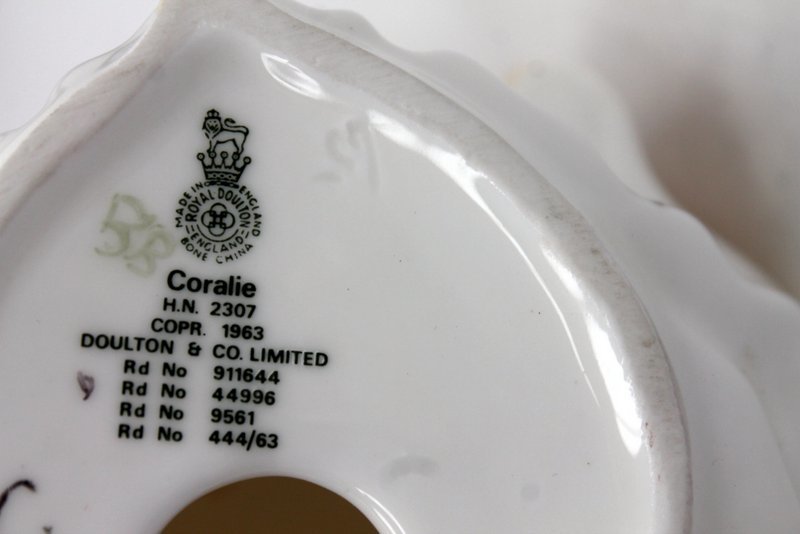 MADE IN ENGLAND
ROYAL DOULTON
ENGLAND
BONE CHINA
Coralie
H.N. 2307
COPR. 1963
DOULTON & CO. LIMITED
Rd No 911644
Rd No 44996
Rd No 9561
Rd No 444/63